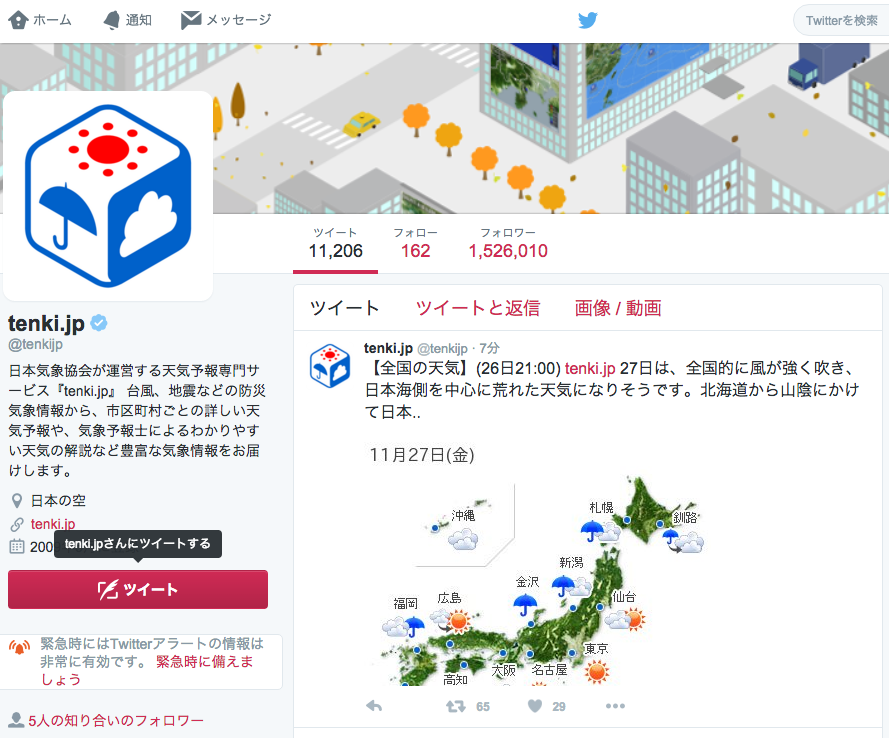 ホーム 通知 メッセージ Twitterを検索
ツイート フォロー フォロワー
11,206 162 1,526,010
tenki.jp
@tenkijp
日本気象協会が運営する天気予報専門サ
ービス『tenki.jp』 台風、地震などの防災
気象情報から、市区町村ごとの詳しい天
気予報や、気象予報士によるわかりやす
い天気の解説など豊富な気象情報をお届
けします。
日本の空
tenki.jp
200
tenki.jpさんにツイートする
ツイート
緊急時にはTwitterアラートの情報は
非常に有効です。 緊急時に備えま
しょう
5人の知り合いのフォロワー
ツイート ツイートと返信 画像 / 動画
tenki.jp @tenkijp · 7分
【全国の天気】(26日21:00) tenki.jp 27日は、全国的に風が強く吹き、
日本海側を中心に荒れた天気になりそうです。北海道から山陰にかけ
て日本..
11月27日(金)
沖縄
札幌
釧路
新潟
金沢
仙台
福岡
広島
東京
高知
大阪
名古屋
65 29